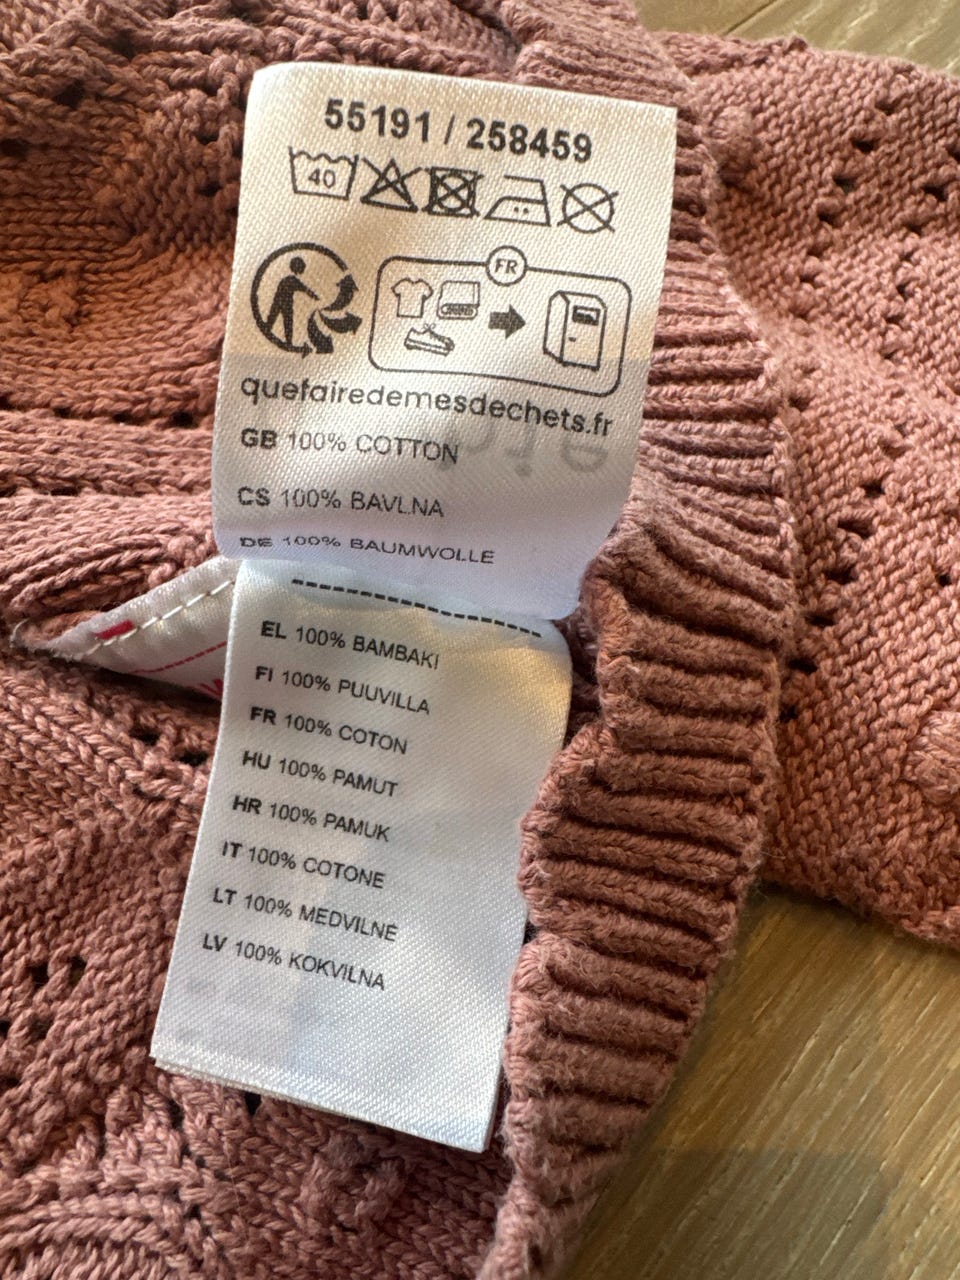 55191 / 258459
40
FR
quefairedemesdechets.fr
GB 100% COTTON
CS 100% BAVLNA
DE 100% BAUMWOLLE
EL 100% BAMBAKI
FI 100% PUUVILLA
FR 100% COTON
HU 100% PAMUT
HR 100% PAMUK
IT 100% COTONE
LT 100% MEDVILNĖ
LV 100% KOKVILNA